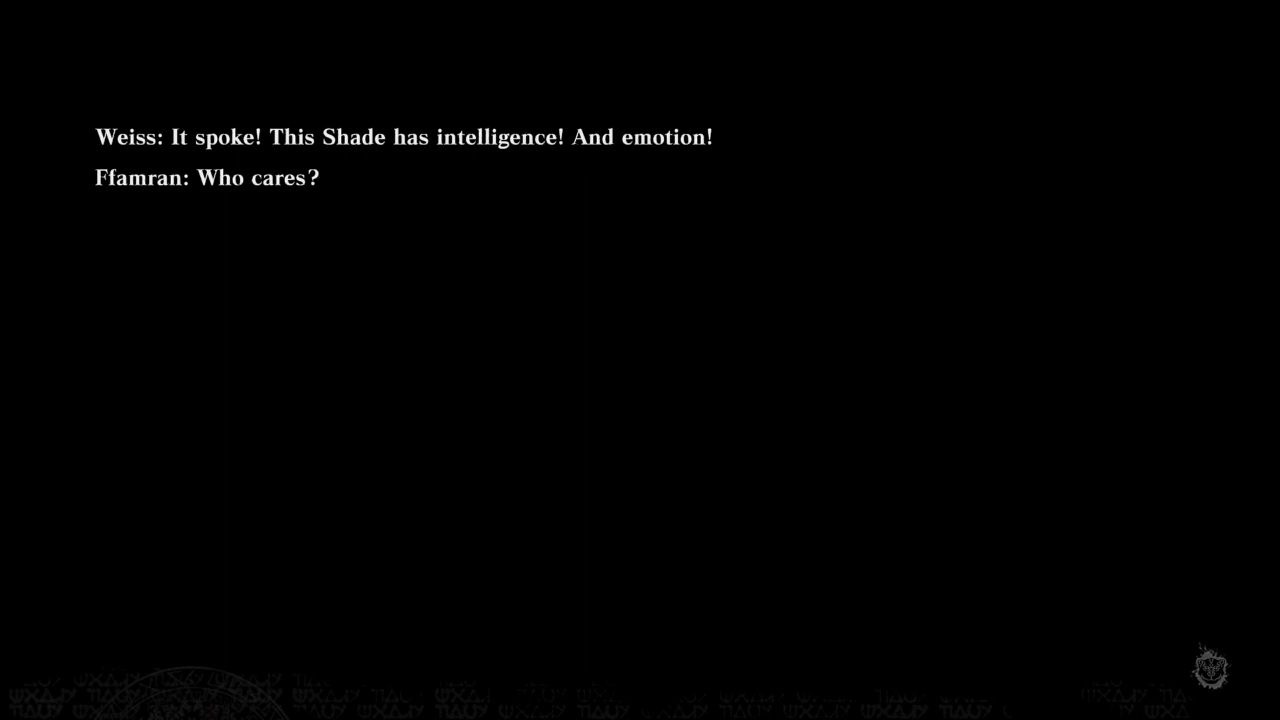 Weiss: It spoke! This Shade has intelligence! And emotion!
Ffamran: Who cares?